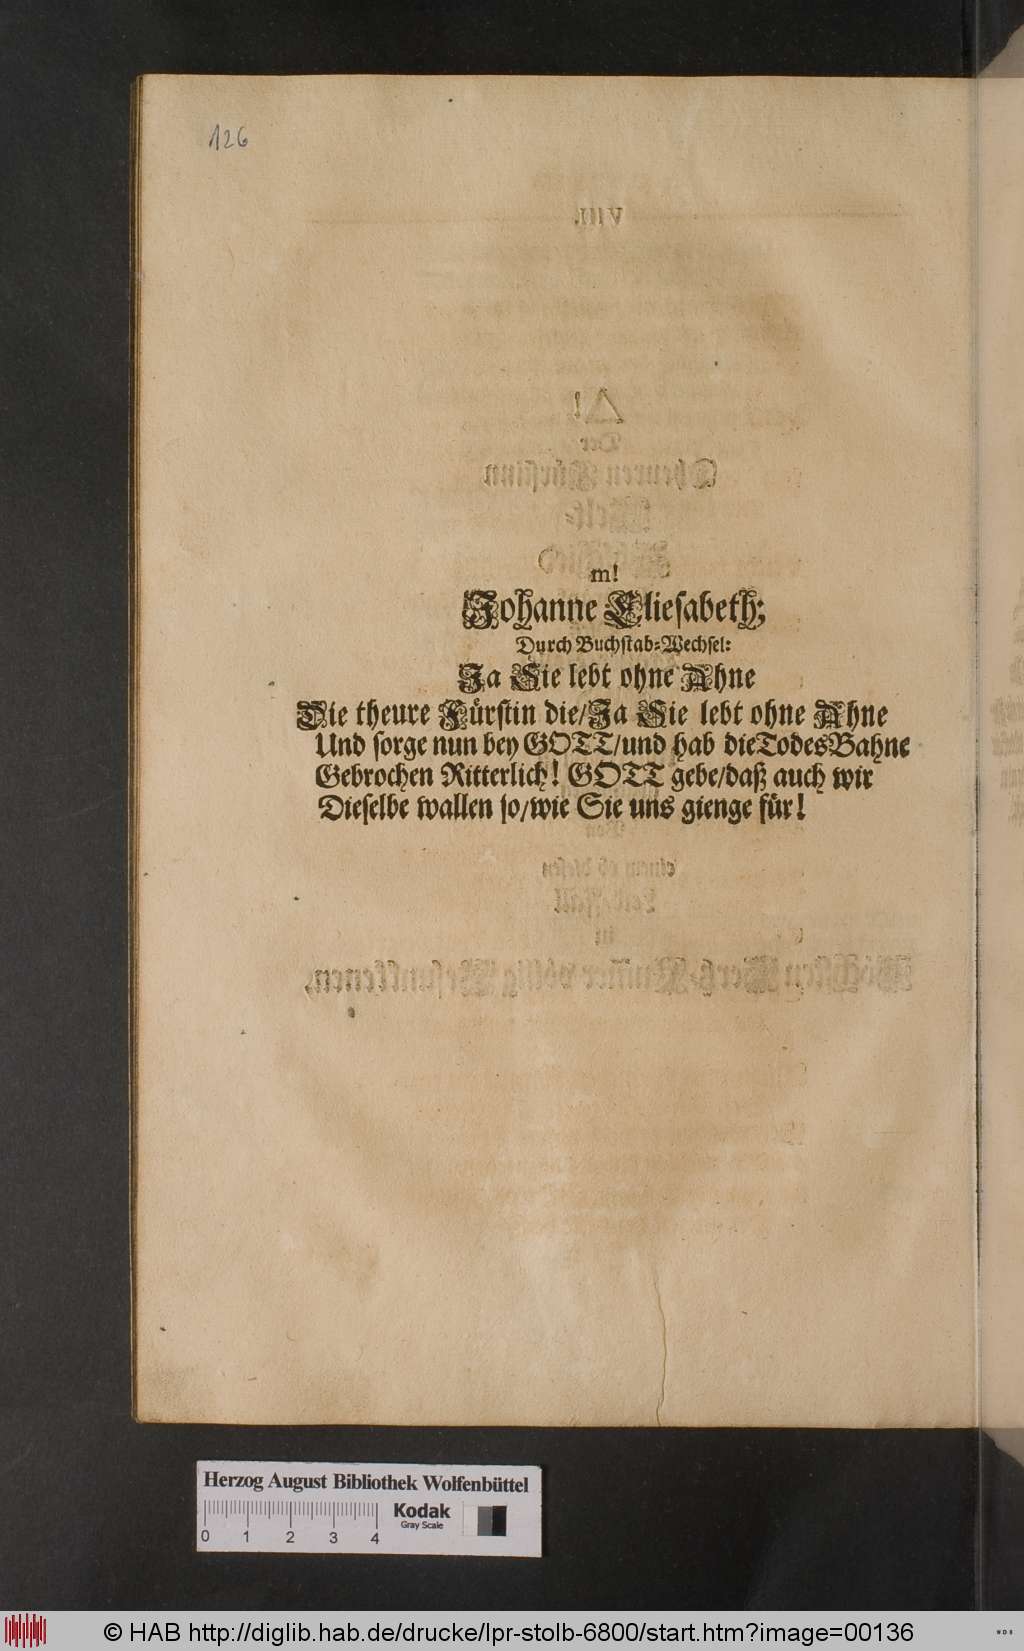 126
m!
Johanne Eliesabeth;
Durch Buchstab=Wechsel:
Ja Sie lebt ohne Ahne
Die theure Fürstin die/Ja Sie lebt ohne Ahne
Und sorge nun bey GOTT/und hab die TodesBahne
Gebrochen Ritterlich! GOTT gebe/daß auch wir
Dieselbe wallen so/wie Sie uns gienge für!
Herzog August Bibliothek Wolfenbüttel
Kodak
Gray Scale
0 1 2 3 4
© HAB http://diglib.hab.de/drucke/lpr-stolb-6800/start.htm?image=00136